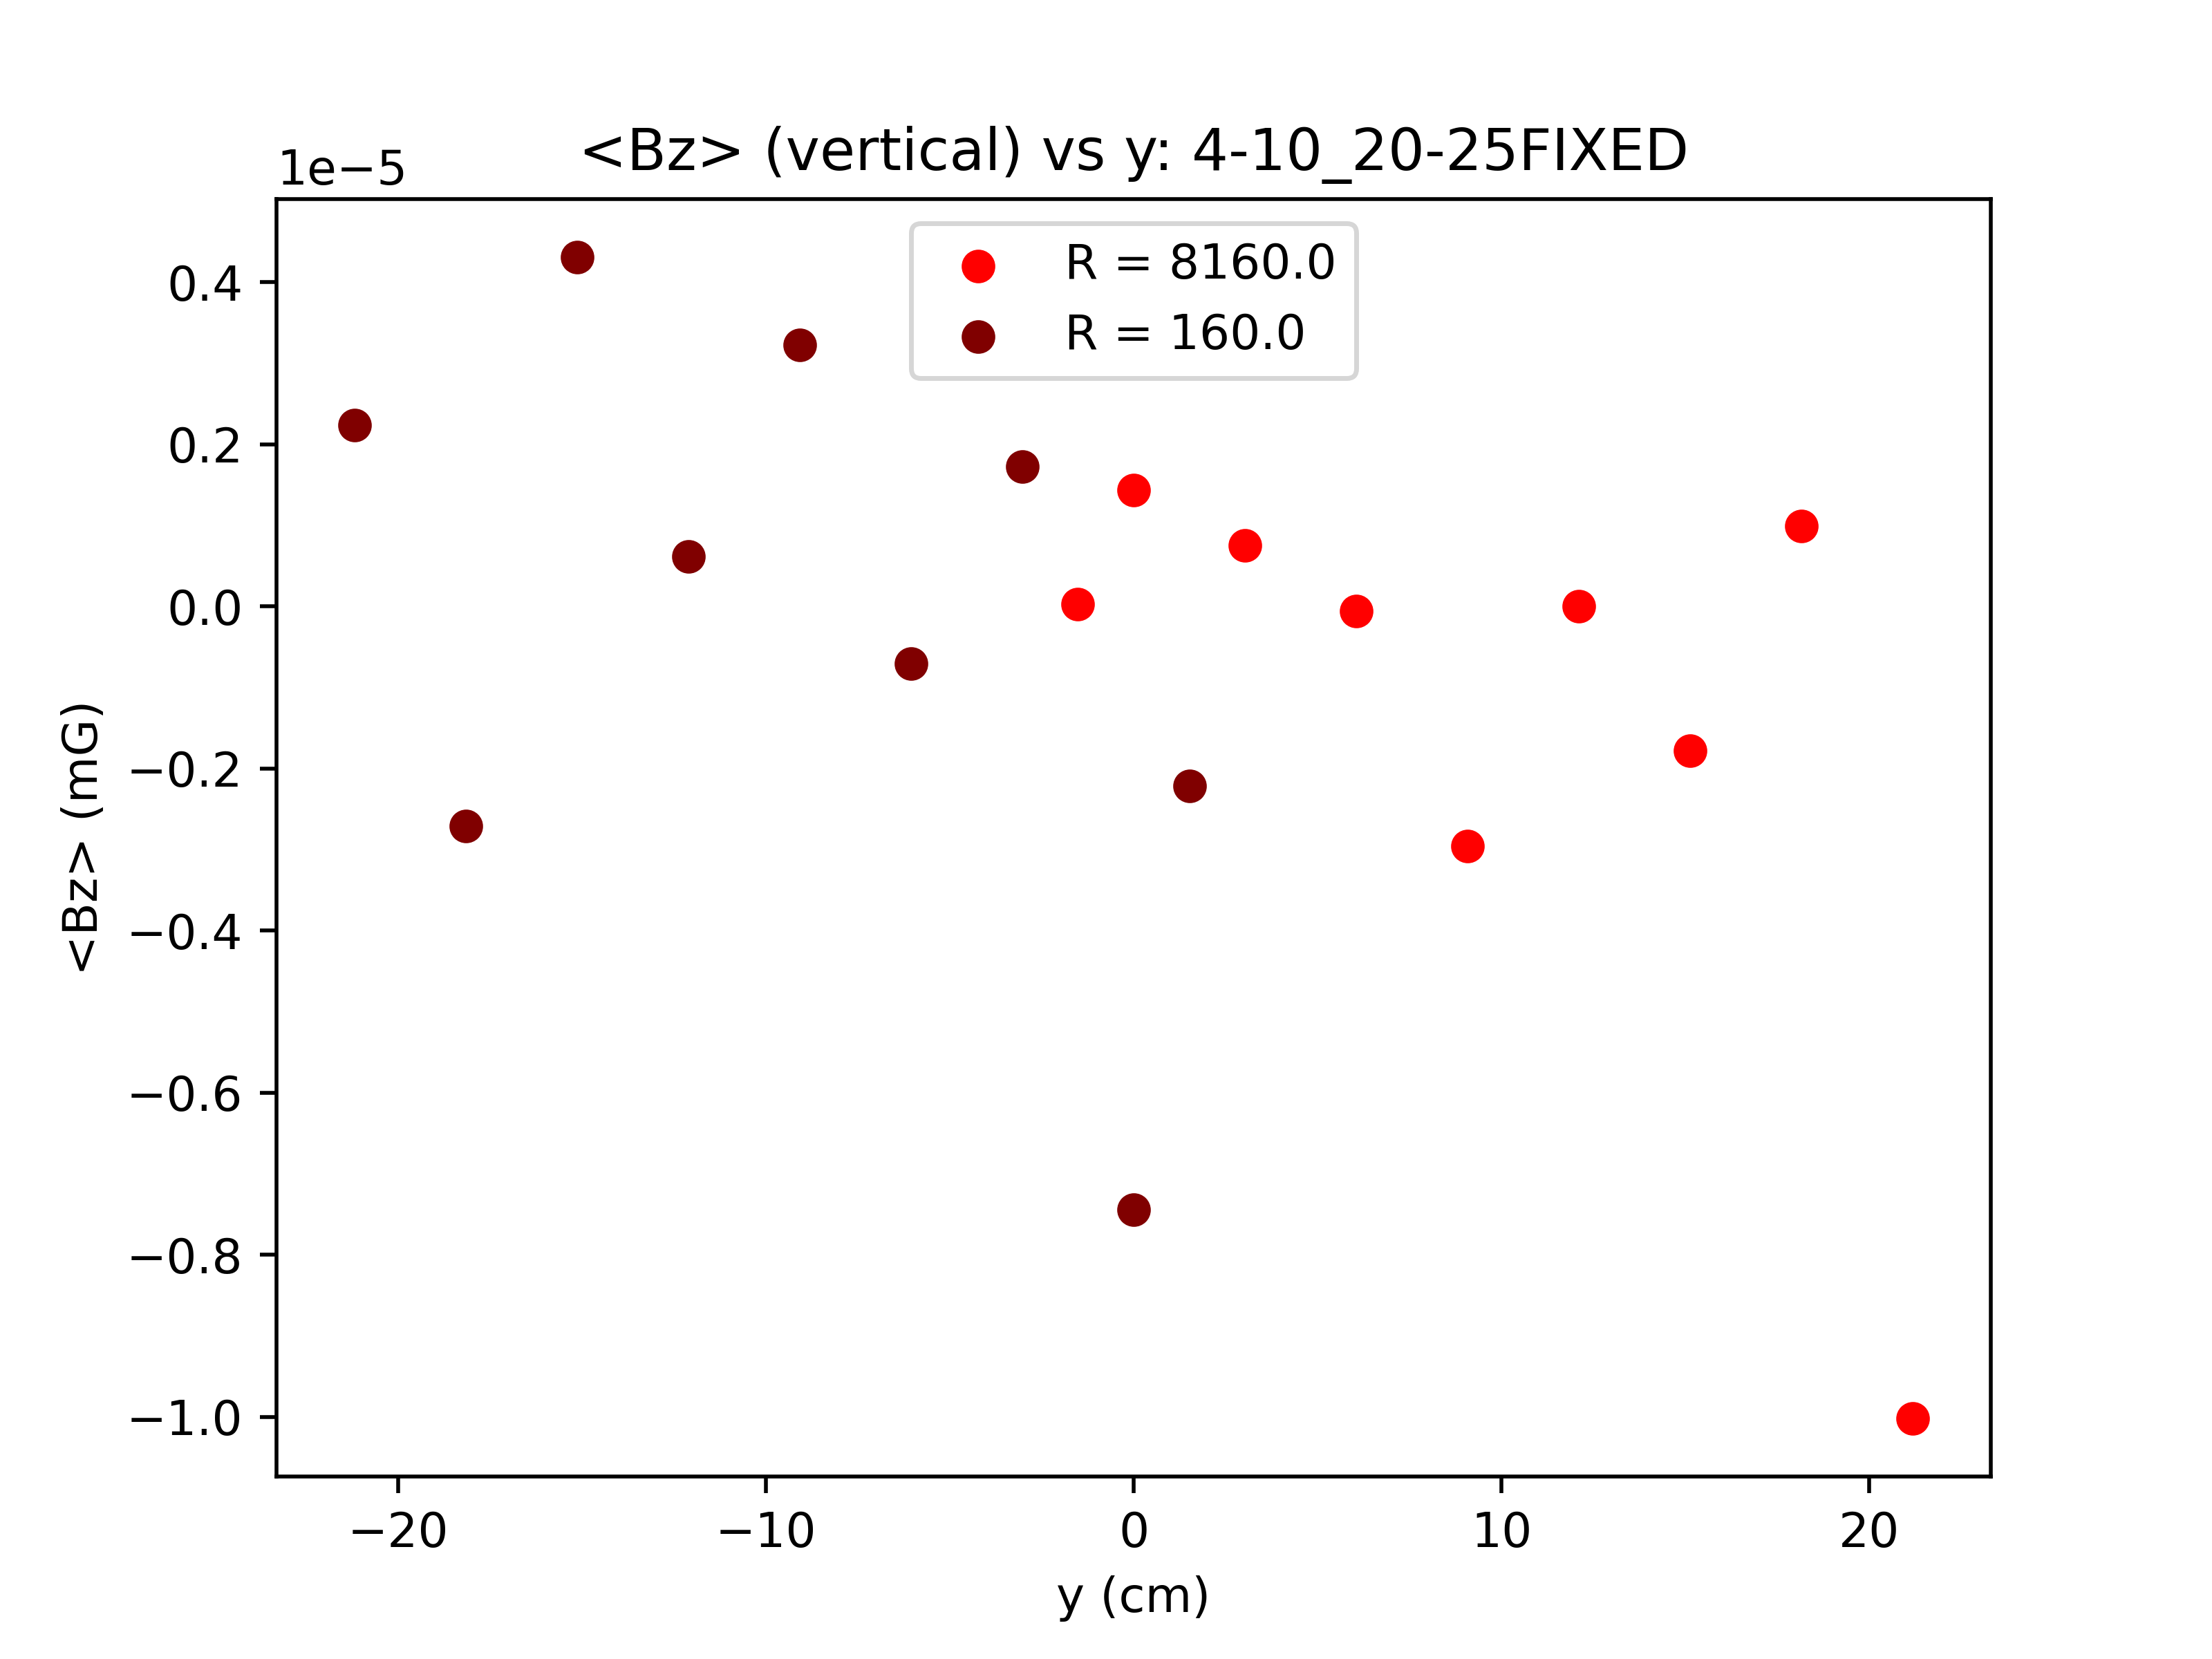 <Bz> (vertical) vs y: 4-10_20-25FIXED
1e−5
R = 8160.0
R = 160.0
0.4
0.2
0.0
−0.2
−0.4
−0.6
−0.8
−1.0
<Bz> (mG)
−20
−10
0
10
20
y (cm)